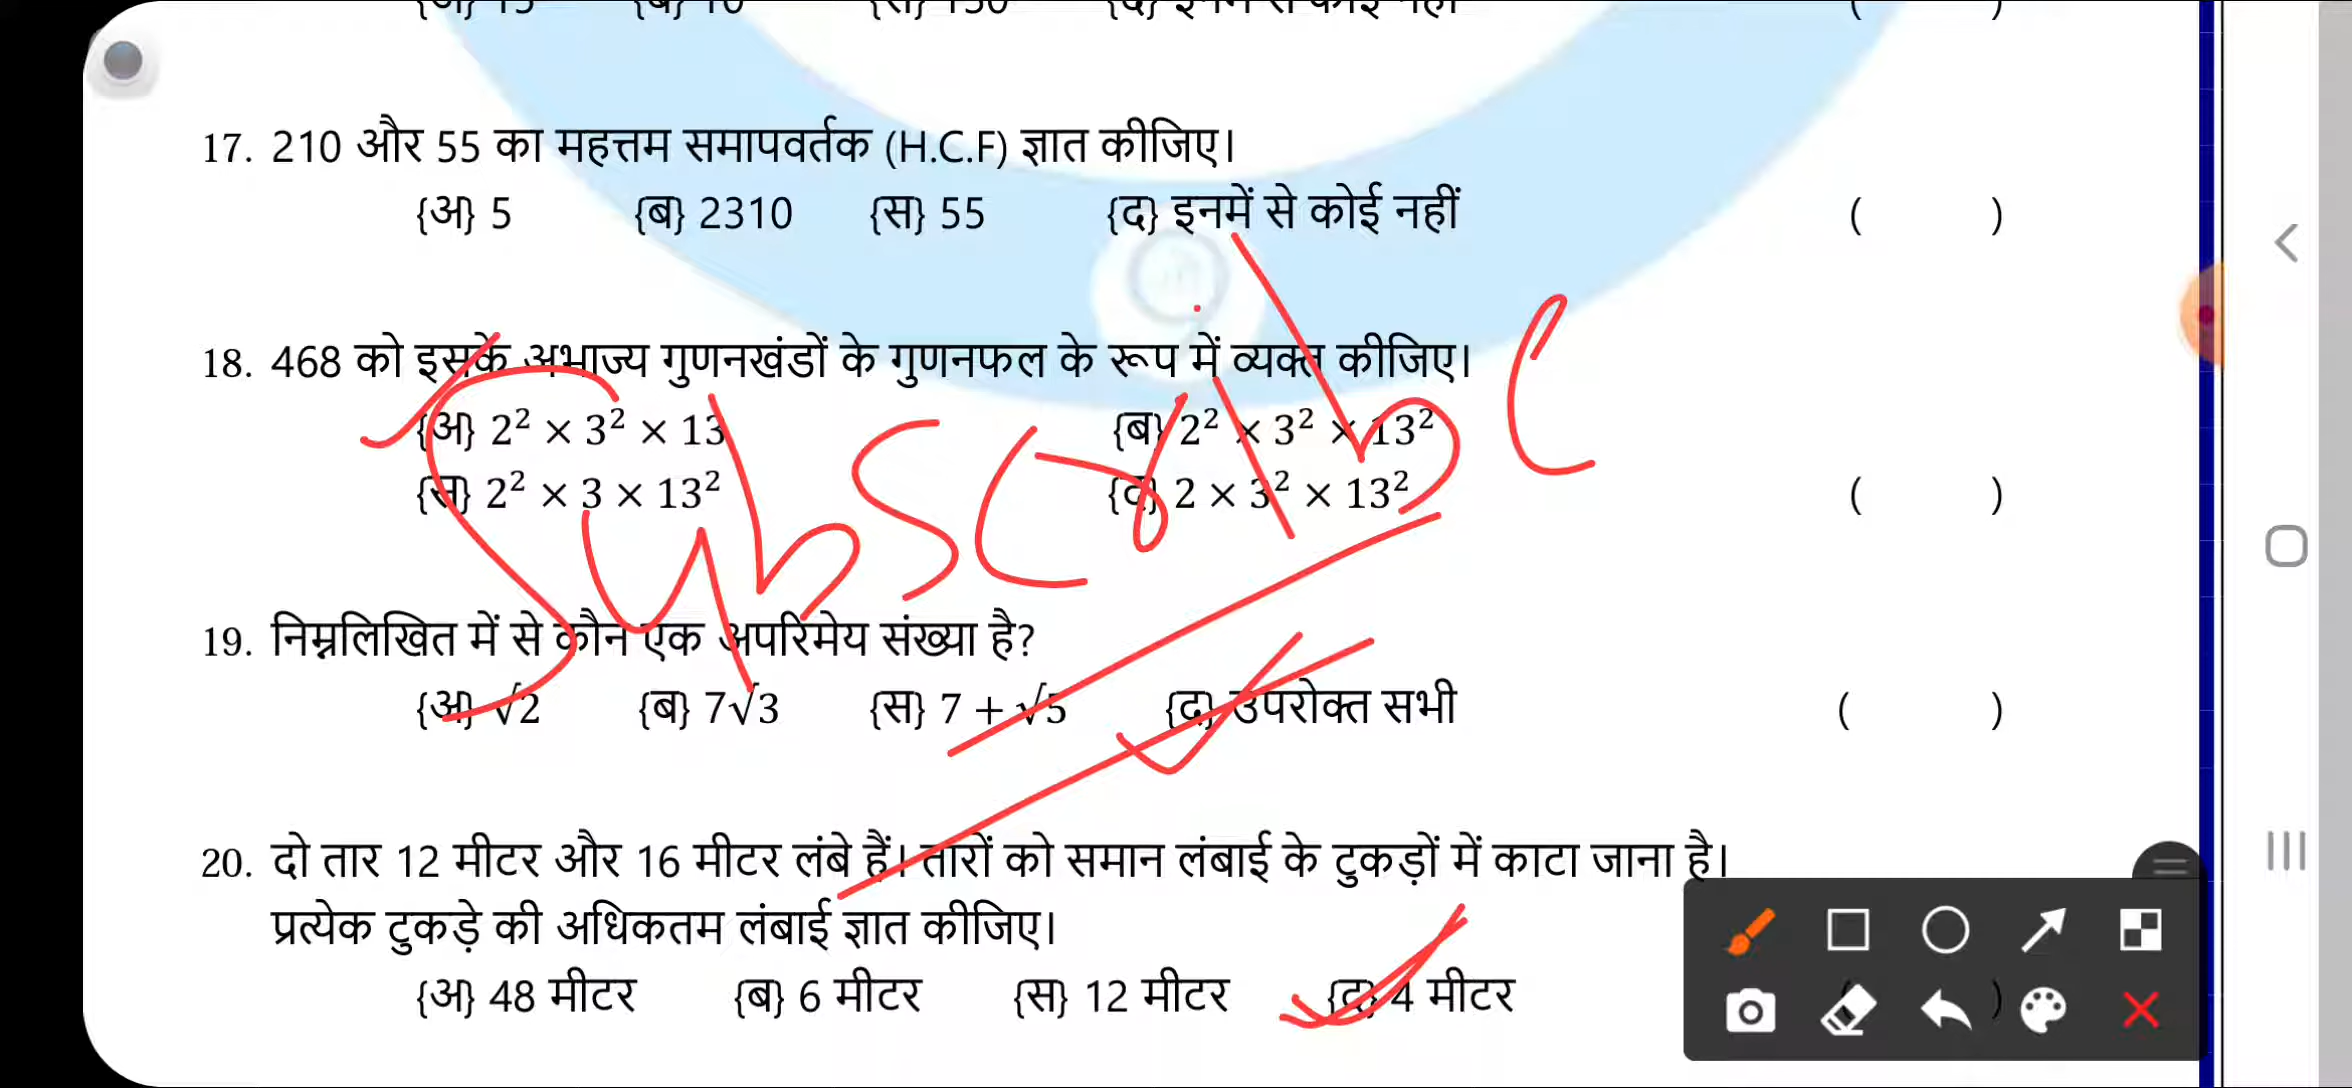 17. 210 और 55 का महत्तम समापवर्तक (H.C.F) ज्ञात कीजिए।
{अ} 5 {ब} 2310 {स} 55 {द} इनमें से कोई नहीं ( )
18. 468 को इसके अभाज्य गुणनखंडों के गुणनफल के रूप में व्यक्त कीजिए।
{अ} 2² × 3² × 13 {ब} 2² × 3² × 13²
{स} 2² × 3 × 13² {द} 2 × 3² × 13² ( )
19. निम्नलिखित में से कौन एक अपरिमेय संख्या है?
{अ} √2 {ब} 7√3 {स} 7 + √5 {द} उपरोक्त सभी ( )
20. दो तार 12 मीटर और 16 मीटर लंबे हैं। तारों को समान लंबाई के टुकड़ों में काटा जाना है।
प्रत्येक टुकड़े की अधिकतम लंबाई ज्ञात कीजिए।
{अ} 48 मीटर {ब} 6 मीटर {स} 12 मीटर {द} 4 मीटर )